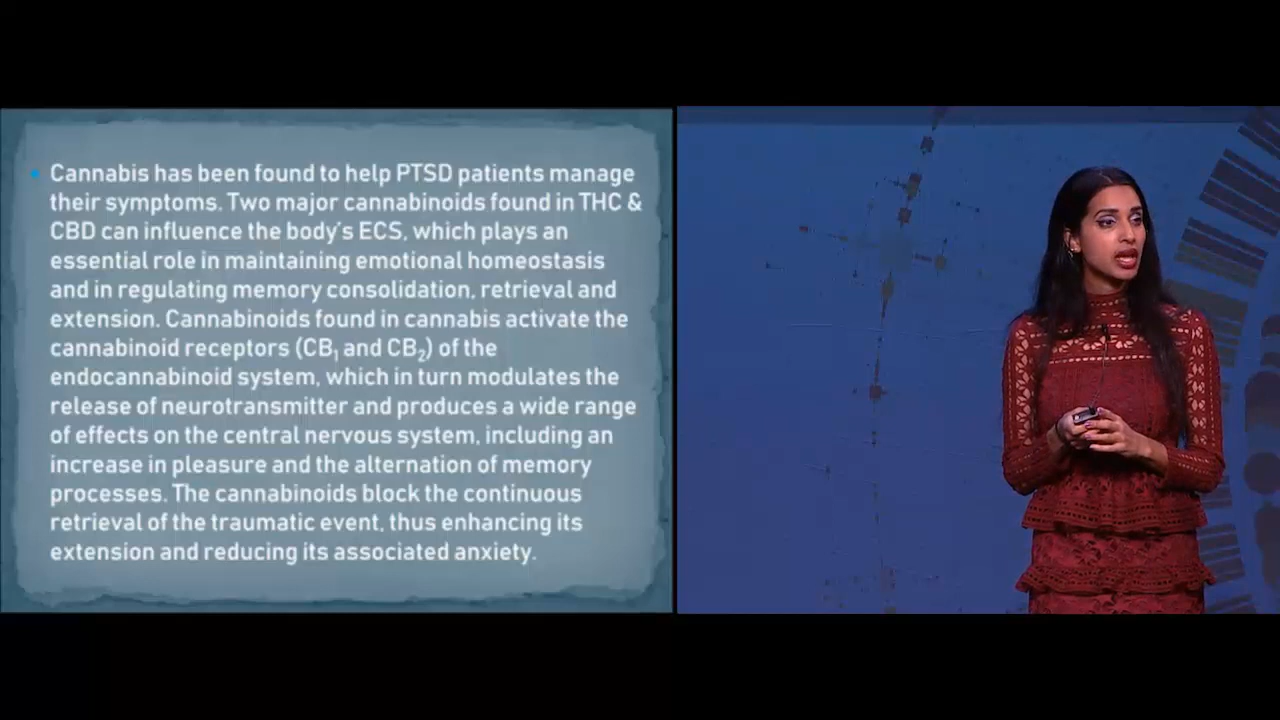 Cannabis has been found to help PTSD patients manage
their symptoms. Two major cannabinoids found in THC &
CBD can influence the body's ECS, which plays an
essential role in maintaining emotional homeostasis
and in regulating memory consolidation, retrieval and
extension. Cannabinoids found in cannabis activate the
cannabinoid receptors (CB₁ and CB₂) of the
endocannabinoid system, which in turn modulates the
release of neurotransmitter and produces a wide range
of effects on the central nervous system, including an
increase in pleasure and the alternation of memory
processes. The cannabinoids block the continuous
retrieval of the traumatic event, thus enhancing its
extension and reducing its associated anxiety.